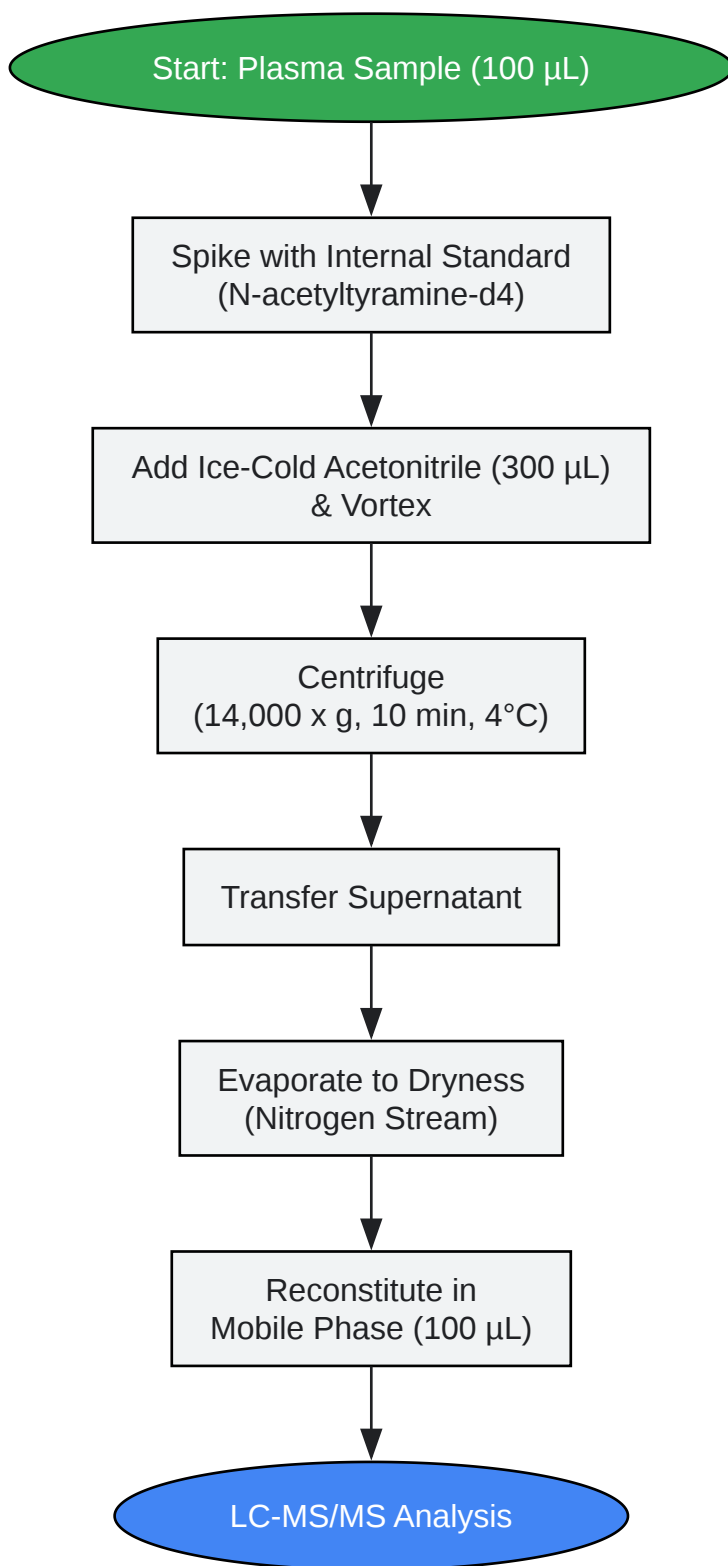 Start: Plasma Sample (100 µL)
Spike with Internal Standard
(N-acetyltyramine-d4)
Add Ice-Cold Acetonitrile (300 µL)
& Vortex
Centrifuge
(14,000 x g, 10 min, 4°C)
Transfer Supernatant
Evaporate to Dryness
(Nitrogen Stream)
Reconstitute in
Mobile Phase (100 µL)
LC-MS/MS Analysis